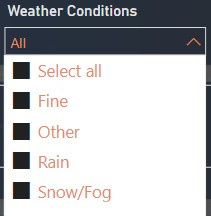 Weather Conditions
All
Select all
Fine
Other
Rain
Snow/Fog